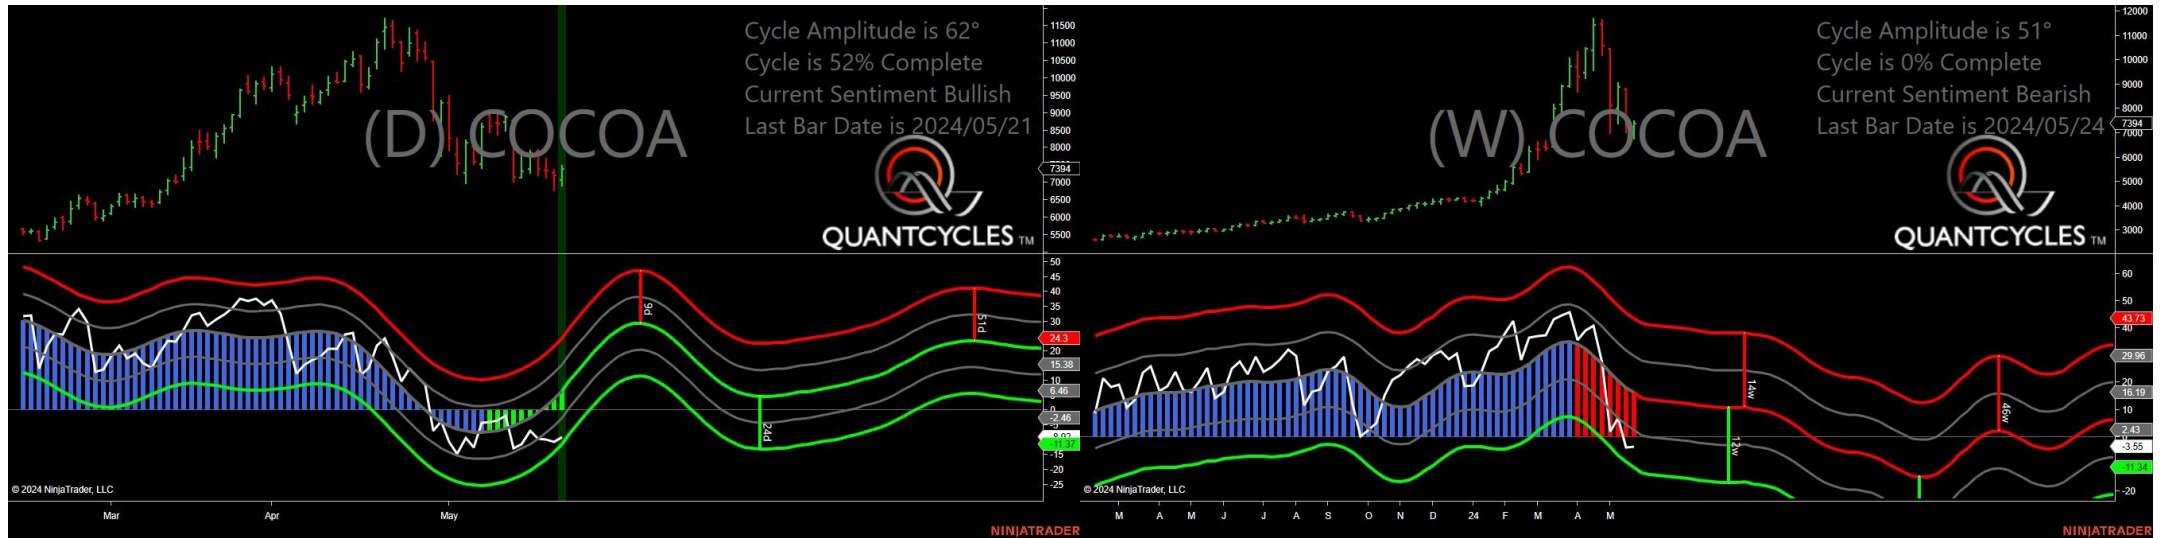 Cycle Amplitude is 62°
Cycle is 52% Complete
Current Sentiment Bullish
Last Bar Date is 2024/05/21
(D) COCOA
QUANTCYCLES TM
11500
11000
10500
10000
9500
9000
8500
8000
7394
7000
6500
6000
5500
50
45
40
35
30
24.3
20
15.38
10
6.46
0
-2.46
-11.37
-15
-20
-25
9d
24d
51d
© 2024 NinjaTrader, LLC
Mar
Apr
May
NINJATRADER
Cycle Amplitude is 51°
Cycle is 0% Complete
Current Sentiment Bearish
Last Bar Date is 2024/05/24
(W) COCOA
QUANTCYCLES TM
12000
11000
10000
9000
8000
7394
7000
6000
5000
4000
3000
60
50
43.73
40
29.96
20
16.19
10
2.43
-3.55
-11.34
-20
14w
12w
46w
© 2024 NinjaTrader, LLC
M A M J J A S O N D 24 F M A M
NINJATRADER